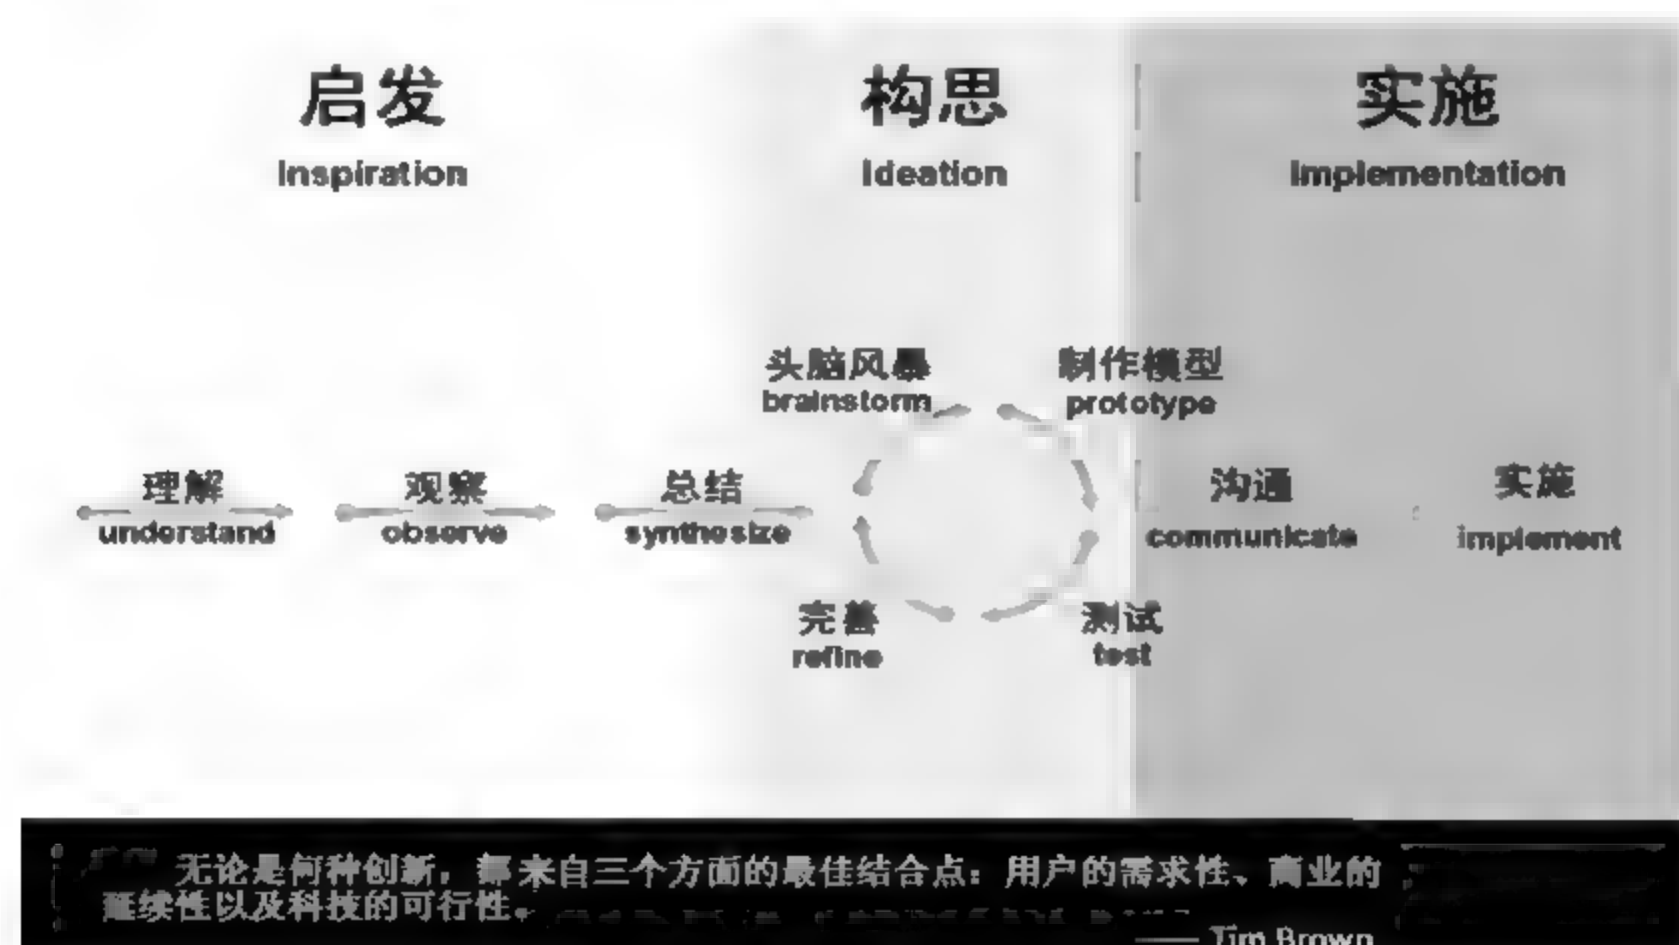 启发
Inspiration
构思
Ideation
实施
Implementation
理解
understand
观察
observe
总结
synthesize
头脑风暴
brainstorm
制作模型
prototype
完善
refine
测试
test
沟通
communicate
实施
implement
无论是何种创新，都来自三个方面的最佳结合点：用户的需求性、商业的
延续性以及科技的可行性。
—— Tim Brown